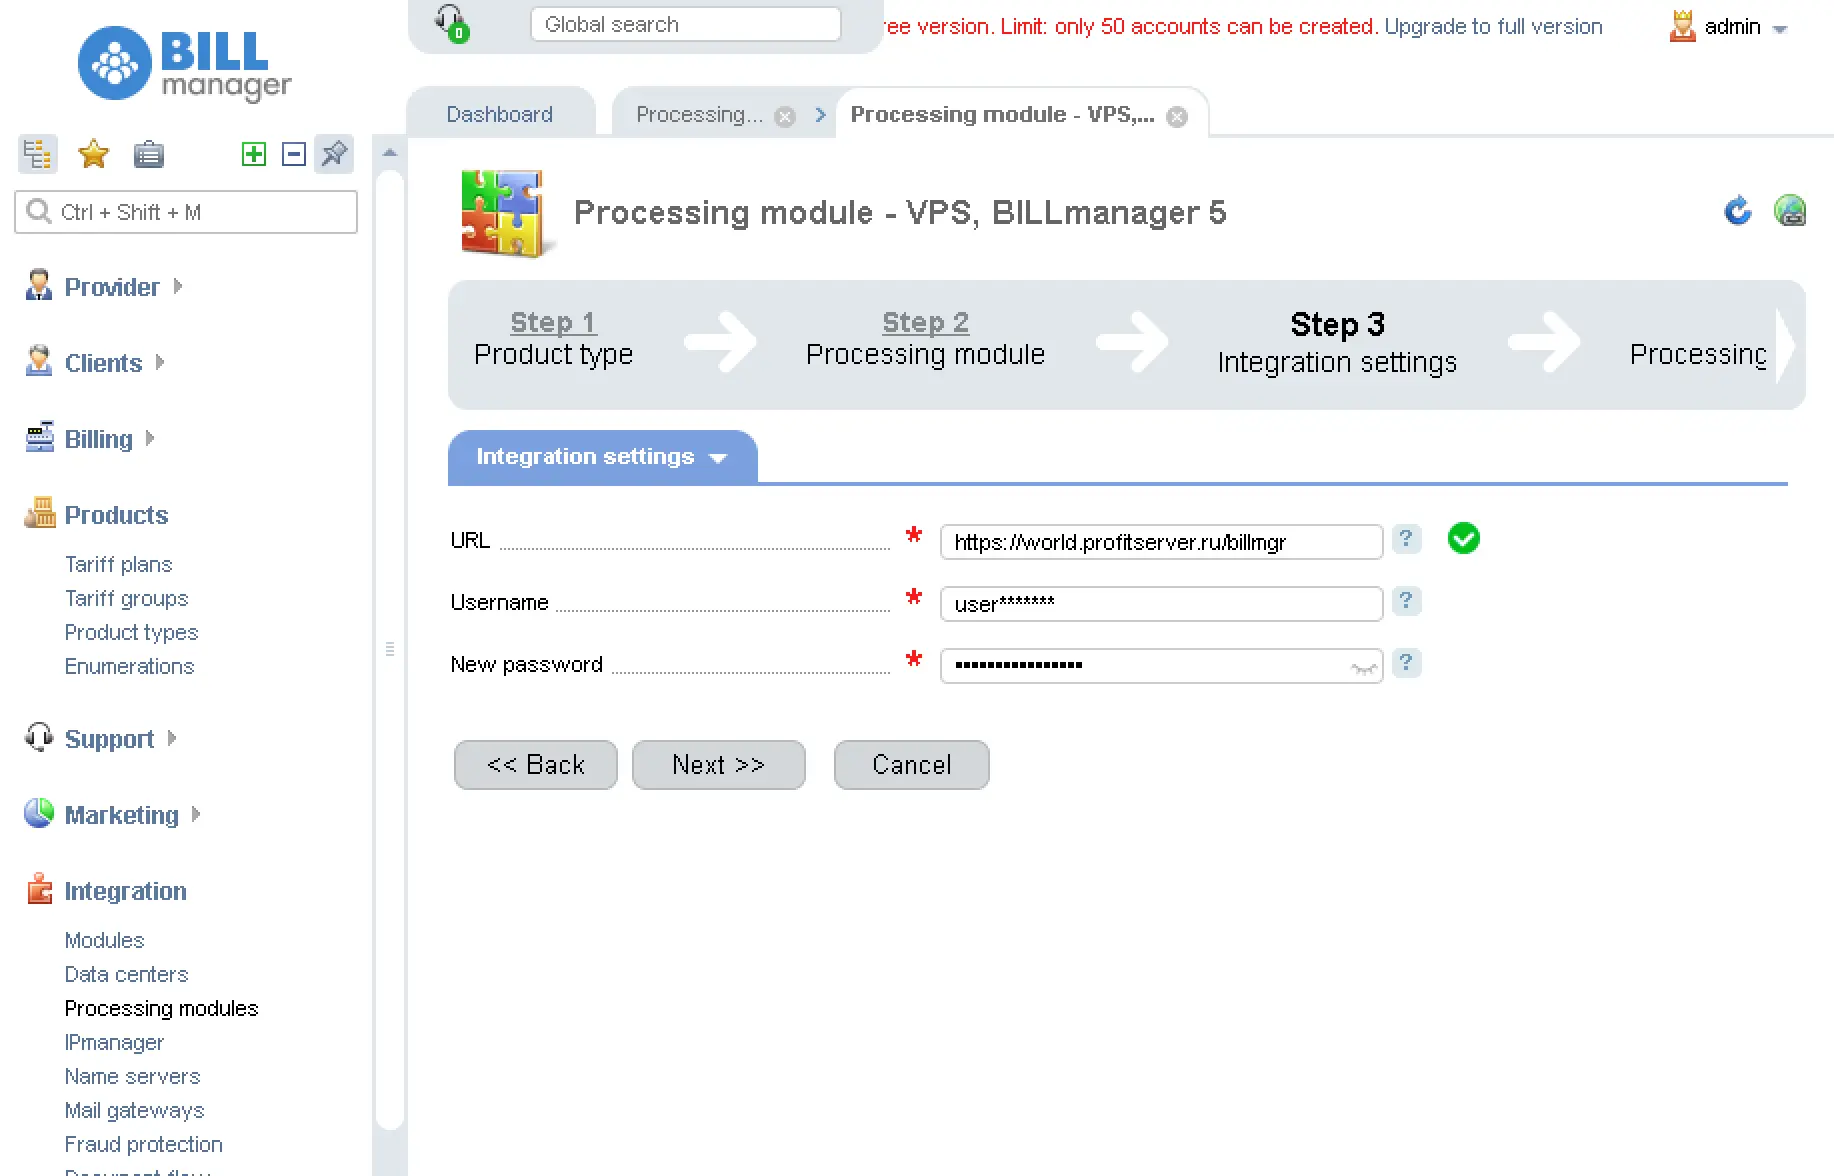 BILL
manager
0
Global search
ree version. Limit: only 50 accounts can be created. Upgrade to full version
admin
Dashboard
Processing...
Processing module - VPS,...
Ctrl + Shift + M
Processing module - VPS, BILLmanager 5
Provider
Clients
Billing
Products
Tariff plans
Tariff groups
Product types
Enumerations
Support
Marketing
Integration
Modules
Data centers
Processing modules
IPmanager
Name servers
Mail gateways
Fraud protection
Document flow
Step 1
Product type
Step 2
Processing module
Step 3
Integration settings
Processing
Integration settings
URL * https://world.profitserver.ru/billmgr ?
Username * user******* ?
New password * •••••••••••••••• ?
<< Back
Next >>
Cancel